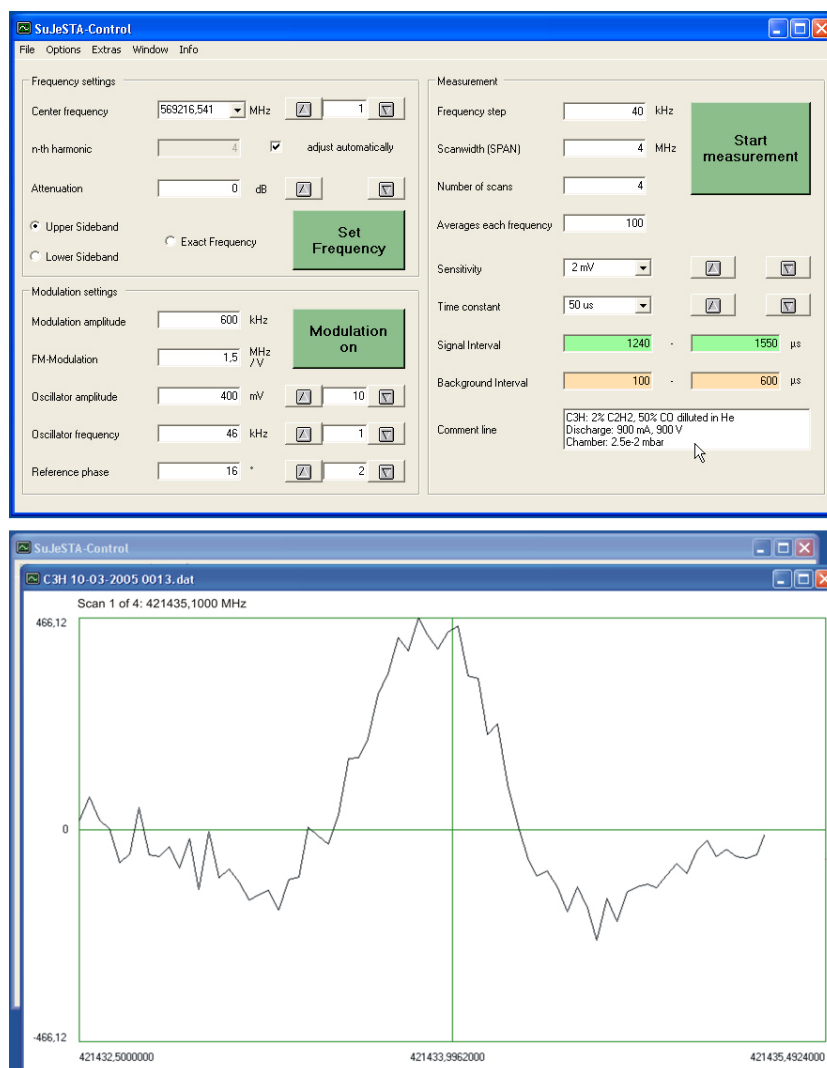 SuJeSTA-Control
File Options Extras Window Info
Frequency settings
Center frequency 569216,541 MHz 1
n-th harmonic 4 adjust automatically
Attenuation 0 dB
Upper Sideband
Lower Sideband
Exact Frequency
Set
Frequency
Modulation settings
Modulation amplitude 600 kHz
FM-Modulation 1,5 MHz
/V
Modulation
on
Oscillator amplitude 400 mV 10
Oscillator frequency 46 kHz 1
Reference phase 16 ° 2
Measurement
Frequency step 40 kHz
Scanwidth (SPAN) 4 MHz
Number of scans 4
Start
measurement
Averages each frequency 100
Sensitivity 2 mV
Time constant 50 us
Signal Interval 1240 - 1550 µs
Background Interval 100 - 600 µs
Comment line
C3H: 2% C2H2, 50% CO dilluted in He
Discharge: 900 mA, 900 V
Chamber: 2.5e-2 mbar
SuJeSTA-Control
C3H 10-03-2005 0013.dat
Scan 1 of 4: 421435,1000 MHz
466,12
0
-466,12
421432,5000000 421433,9962000 421435,4924000